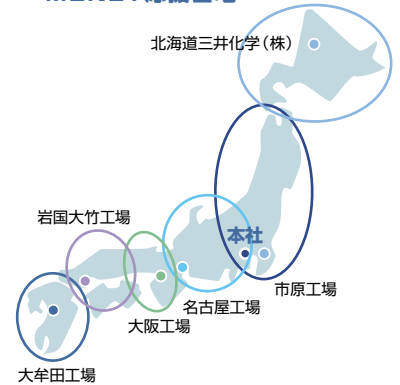 北海道三井化学(株)
岩国大竹工場
本社
市原工場
名古屋工場
大阪工場
大牟田工場